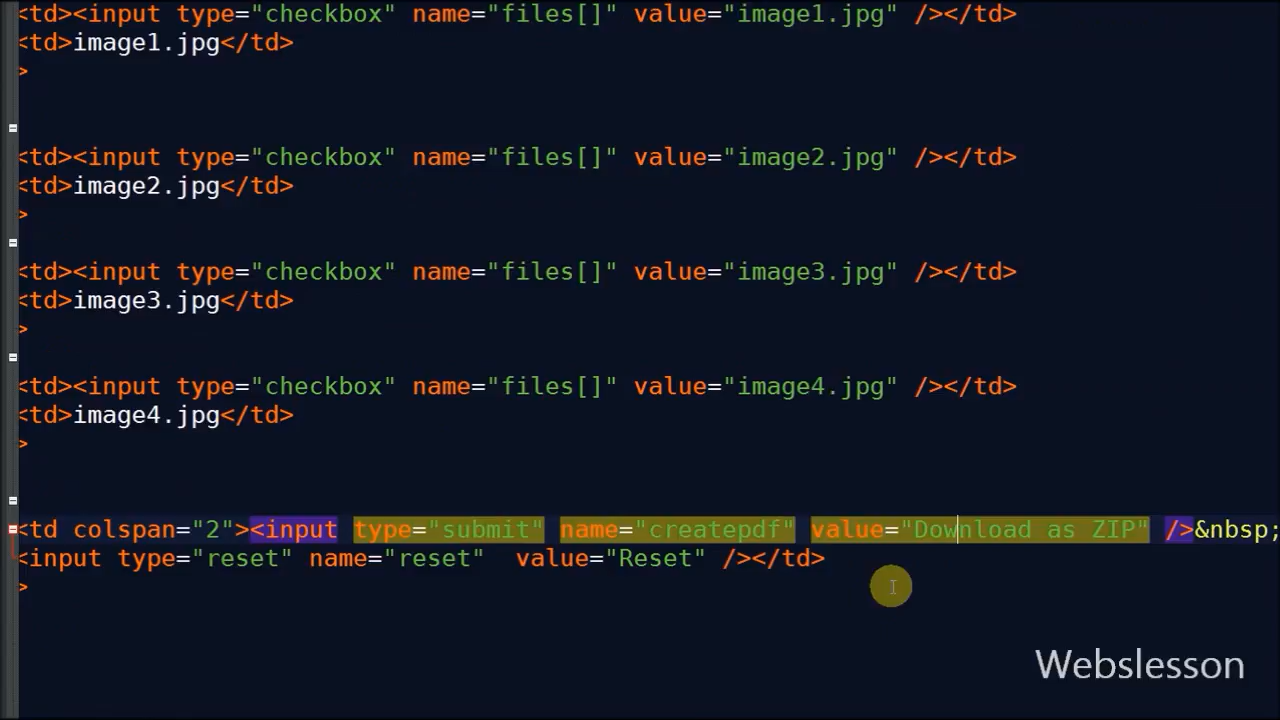 <td><input type="checkbox" name="files[]" value="image1.jpg" /></td>
<td>image1.jpg</td>
>
<td><input type="checkbox" name="files[]" value="image2.jpg" /></td>
<td>image2.jpg</td>
>
<td><input type="checkbox" name="files[]" value="image3.jpg" /></td>
<td>image3.jpg</td>
>
<td><input type="checkbox" name="files[]" value="image4.jpg" /></td>
<td>image4.jpg</td>
>
<td colspan="2"><input type="submit" name="createpdf" value="Download as ZIP" />&nbsp;
<input type="reset" name="reset"  value="Reset" /></td>
>
Webslesson